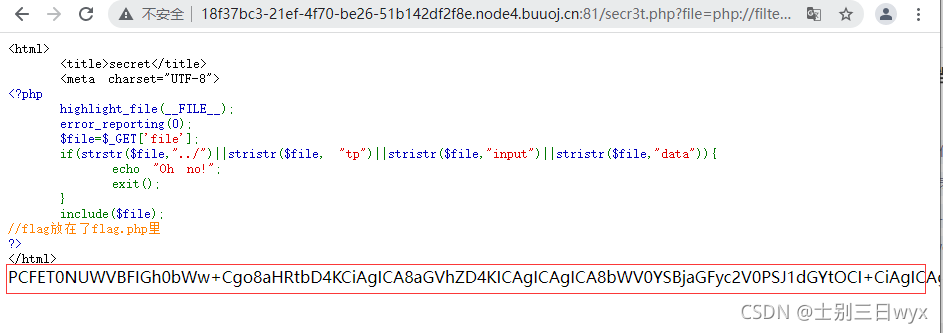 不安全 | 18f37bc3-21ef-4f70-be26-51b142df2f8e.node4.buuoj.cn:81/secr3t.php?file=php://filte...
<html>
<title>secret</title>
<meta charset="UTF-8">
<?php
highlight_file(__FILE__);
error_reporting(0);
$file=$_GET['file'];
if(strstr($file,"../")||stristr($file, "tp")||stristr($file,"input")||stristr($file,"data")){
echo "Oh no!";
exit();
}
include($file);
//flag放在了flag.php里
?>
</html>
PCFET0NUWVBFIGh0bWw+Cgo8aHRtbD4KCiAgICA8aGVhZD4KICAgICAgICA8bWV0YSBjaGFyc2V0PSJ1dGYtOCI+CiAgICAg
CSDN @士别三日wyx